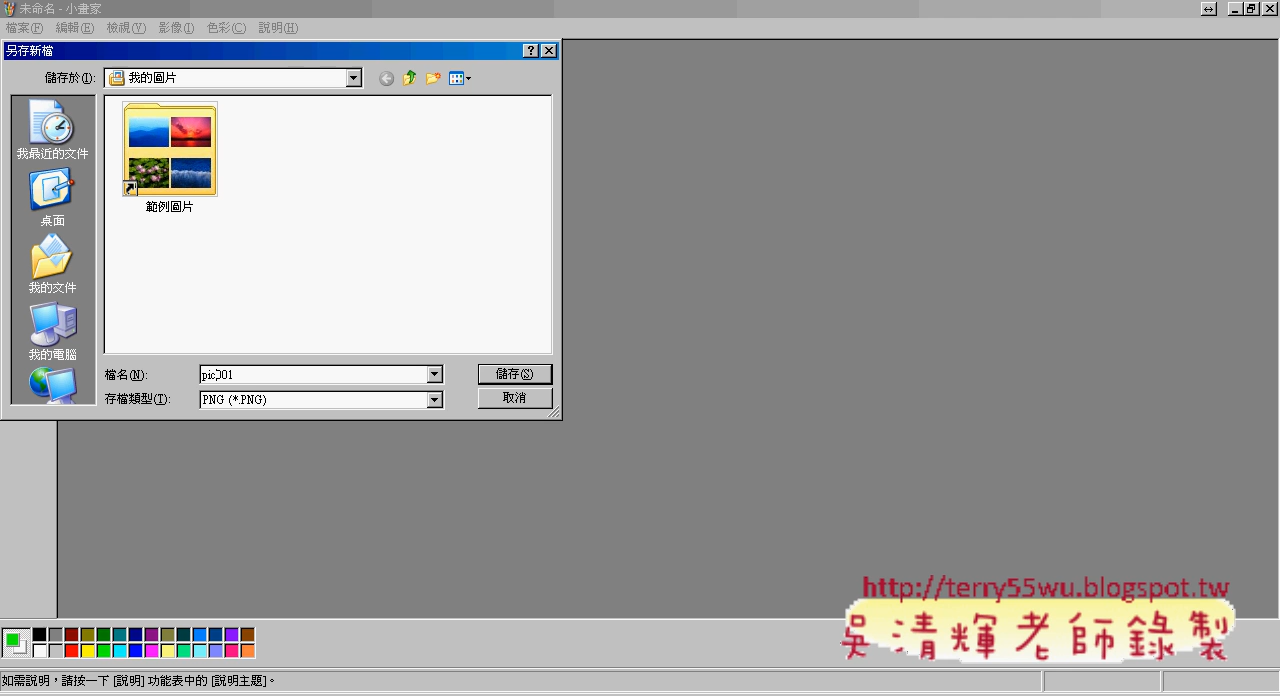 未命名 - 小畫家
檔案(F) 編輯(E) 檢視(V) 影像(I) 色彩(C) 說明(H)
另存新檔
儲存於(I): 我的圖片
我最近的文件
桌面
我的文件
我的電腦
範例圖片
檔名(N): pic001 儲存(S)
存檔類型(T): PNG (*.PNG) 取消
http://terry55wu.blogspot.tw
吳清輝老師錄製
如需說明，請按一下 [說明] 功能表中的 [說明主題]。